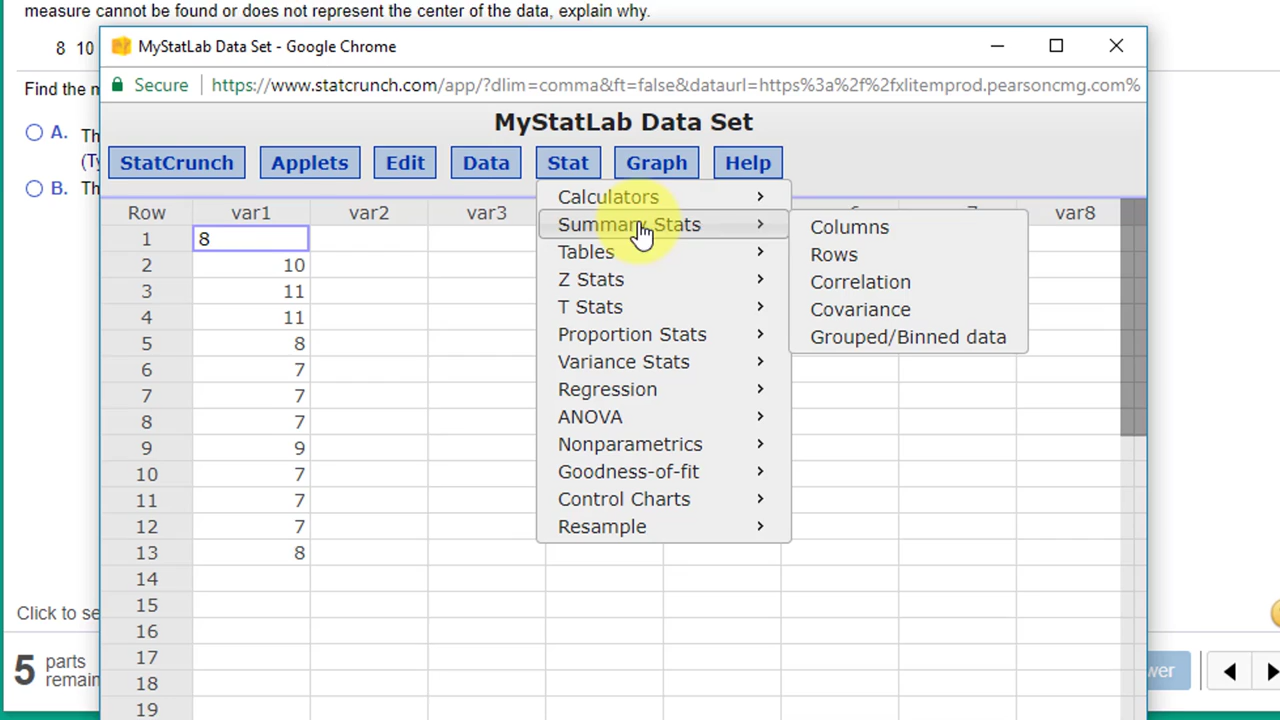 measure cannot be found or does not represent the center of the data, explain why.
8 10
MyStatLab Data Set - Google Chrome
Find the m
Secure https://www.statcrunch.com/app/?dlim=comma&ft=false&dataurl=https%3a%2f%2fxlitemprod.pearsoncmg.com%
MyStatLab Data Set
A. Th
(Ty
B. Th
StatCrunch Applets Edit Data Stat Graph Help
Calculators
Summary Stats
Tables
Z Stats
T Stats
Proportion Stats
Variance Stats
Regression
ANOVA
Nonparametrics
Goodness-of-fit
Control Charts
Resample
Columns
Rows
Correlation
Covariance
Grouped/Binned data
Row var1 var2 var3 var8
1 8
2 10
3 11
4 11
5 8
6 7
7 7
8 7
9 9
10 7
11 7
12 7
13 8
14
15
16
17
18
19
Click to se
5 parts
remain
wer